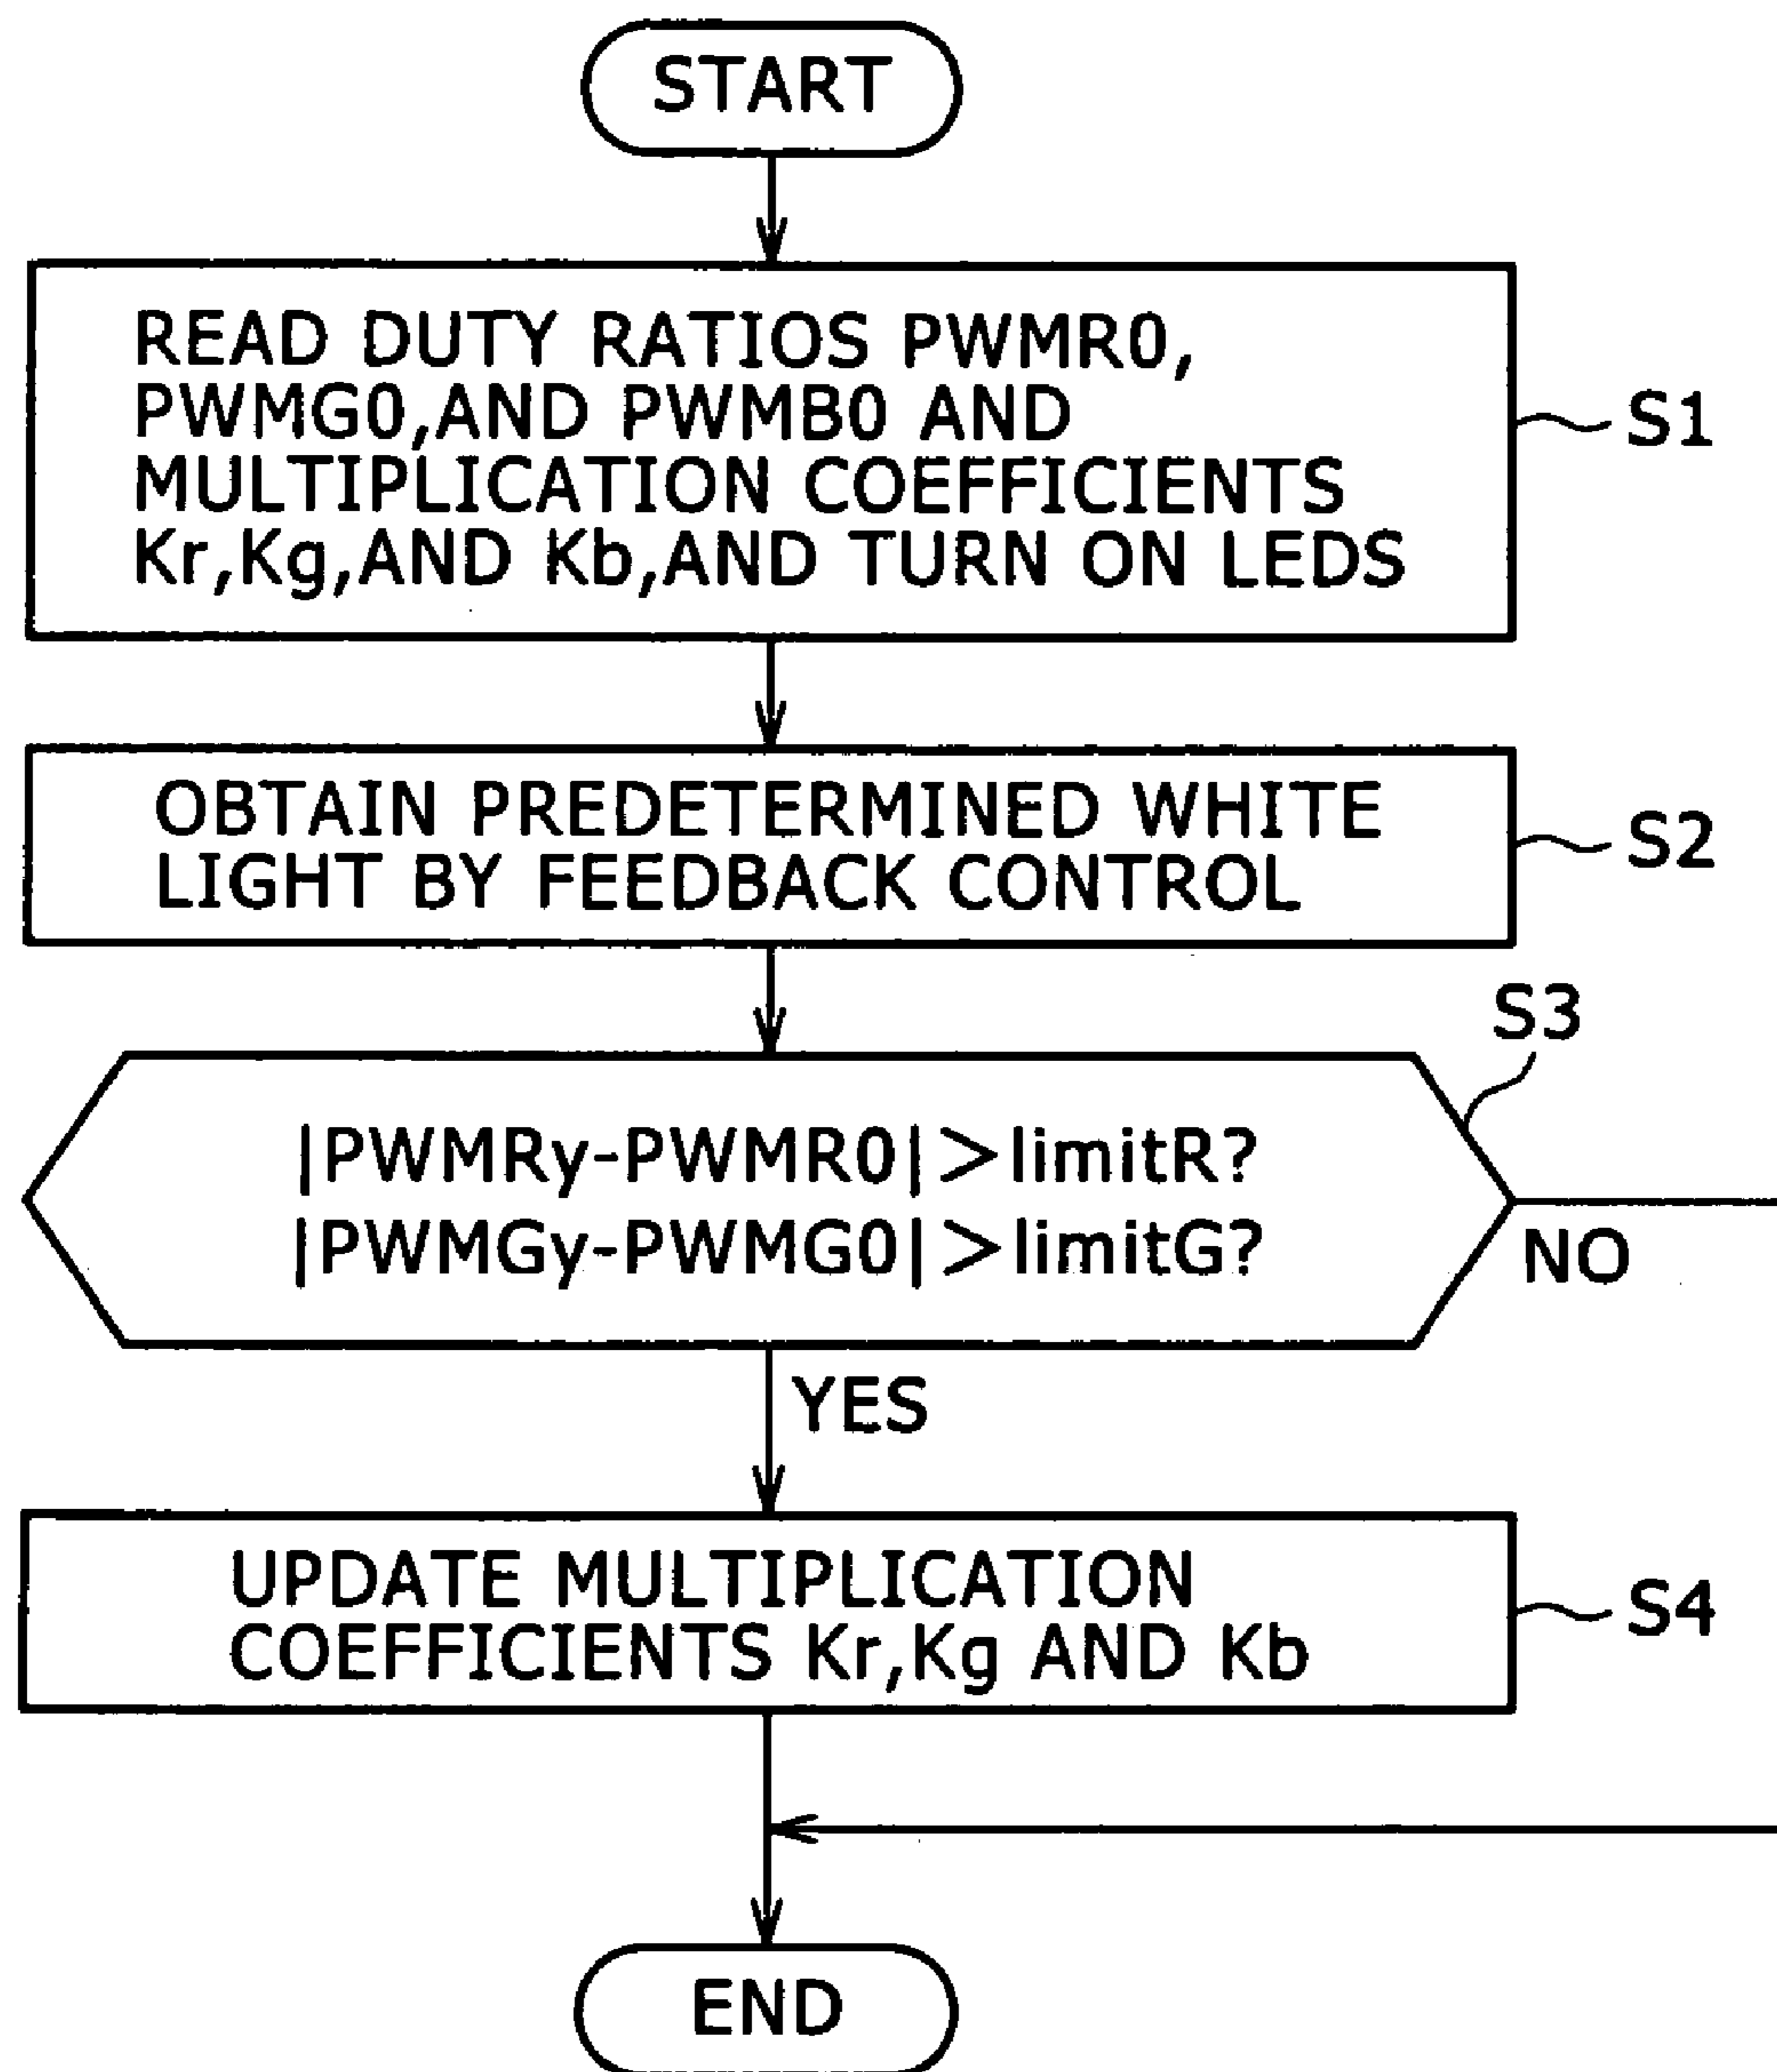 START
READ DUTY RATIOS PWMR0,
PWMG0,AND PWMB0 AND
MULTIPLICATION COEFFICIENTS
Kr,Kg,AND Kb,AND TURN ON LEDS
S1
OBTAIN PREDETERMINED WHITE
LIGHT BY FEEDBACK CONTROL
S2
S3
|PWMRy-PWMR0|>limitR?
|PWMGy-PWMG0|>limitG?
NO
YES
UPDATE MULTIPLICATION
COEFFICIENTS Kr,Kg AND Kb
S4
END